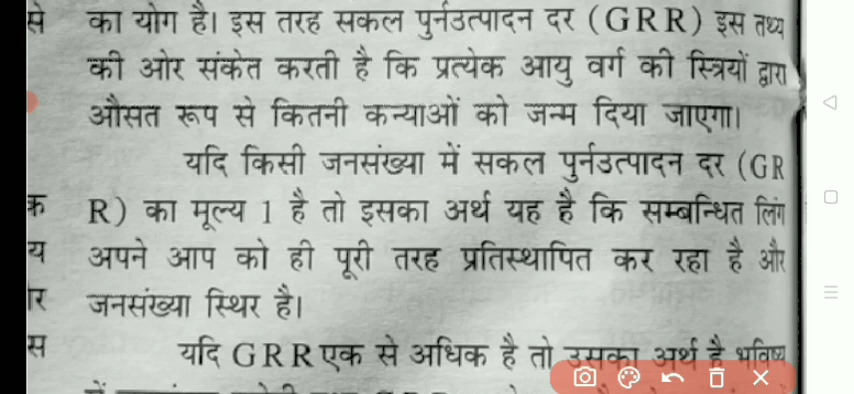 से का योग है। इस तरह सकल पुर्नउत्पादन दर (GRR) इस तथ्य
की ओर संकेत करती है कि प्रत्येक आयु वर्ग की स्त्रियों द्वारा
औसत रूप से कितनी कन्याओं को जन्म दिया जाएगा।
यदि किसी जनसंख्या में सकल पुर्नउत्पादन दर (GR
क R) का मूल्य 1 है तो इसका अर्थ यह है कि सम्बन्धित लिंग
य अपने आप को ही पूरी तरह प्रतिस्थापित कर रहा है और
र जनसंख्या स्थिर है।
स यदि GRR एक से अधिक है तो उसका अर्थ है भविष्य